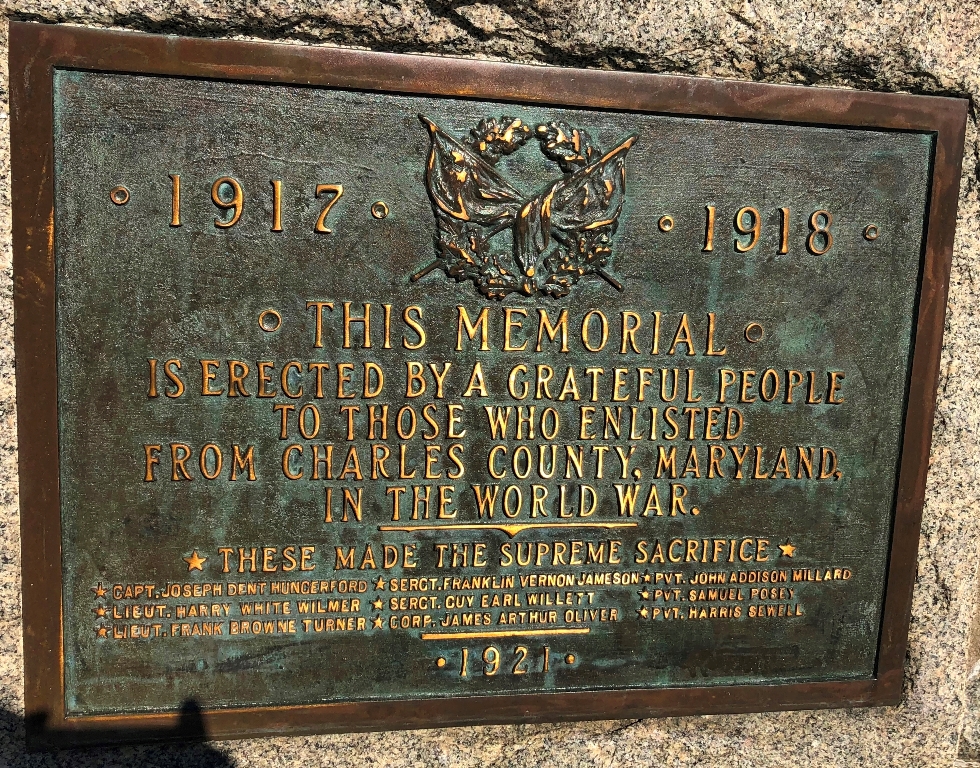 1917 1918
THIS MEMORIAL
IS ERECTED BY A GRATEFUL PEOPLE
TO THOSE WHO ENLISTED
FROM CHARLES COUNTY, MARYLAND,
IN THE WORLD WAR.
★ THESE MADE THE SUPREME SACRIFICE ★
★ CAPT. JOSEPH DENT HUNGERFORD ★ SERGT. FRANKLIN VERNON JAMESON ★ PVT. JOHN ADDISON MILLARD
★ LIEUT. HARRY WHITE WILMER ★ SERGT. GUY EARL WILLETT ★ PVT. SAMUEL POSEY
★ LIEUT. FRANK BROWNE TURNER ★ CORP. JAMES ARTHUR OLIVER ★ PVT. HARRIS SEWELL
• 1921 •